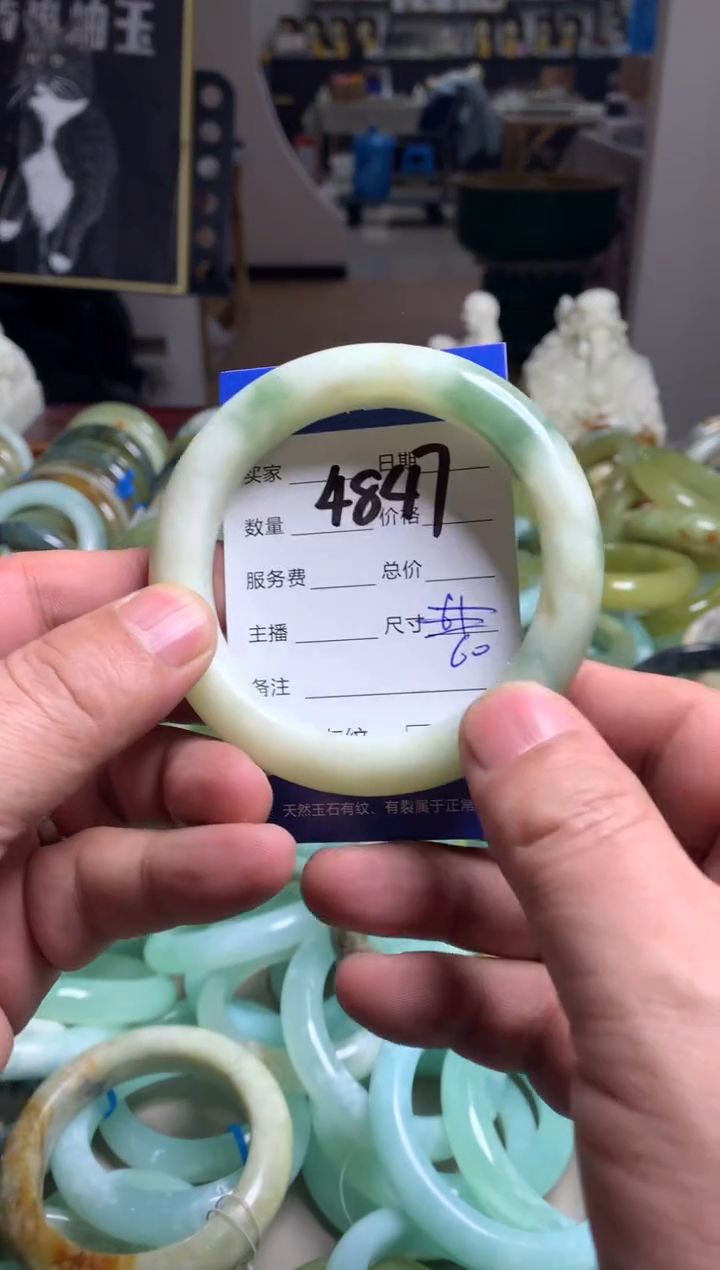 岫玉
买家 日期
4847
数量 价格
服务费 总价
主播 尺寸 61
60
备注
天然玉石有纹、有裂属于正常